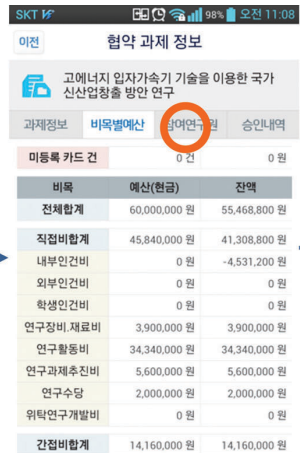 SKT 98% 오전 11:08
이전 협약 과제 정보
고에너지 입자가속기 기술을 이용한 국가
신산업창출 방안 연구
과제정보 비목별예산 참여연구원 승인내역
미등록 카드 건 0 건 0 원
비목 예산(현금) 잔액
전체합계 60,000,000 원 55,468,800 원
직접비합계 45,840,000 원 41,308,800 원
내부인건비 0 원 -4,531,200 원
외부인건비 0 원 0 원
학생인건비 0 원 0 원
연구장비.재료비 3,900,000 원 3,900,000 원
연구활동비 34,340,000 원 34,340,000 원
연구과제추진비 5,600,000 원 5,600,000 원
연구수당 2,000,000 원 2,000,000 원
위탁연구개발비 0 원 0 원
간접비합계 14,160,000 원 14,160,000 원